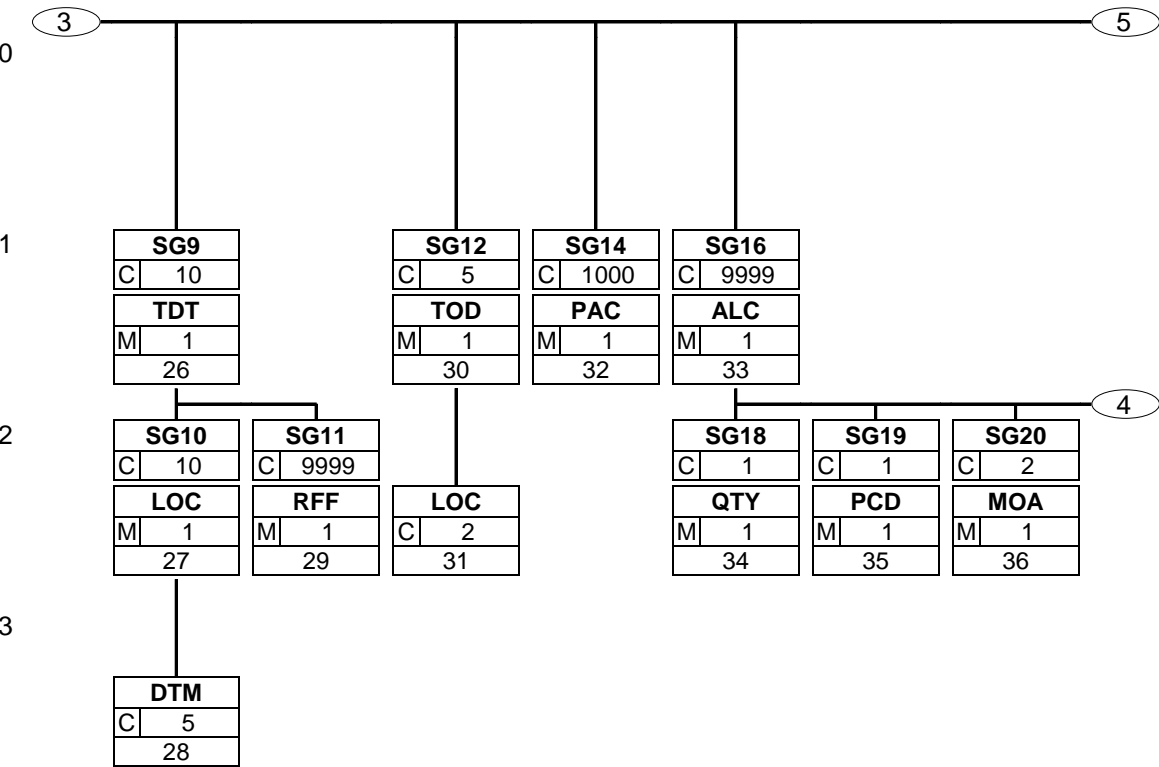 3 5
0
1
SG9 SG12 SG14 SG16
C 10 C 5 C 1000 C 9999
TDT TOD PAC ALC
M 1 M 1 M 1 M 1
26 30 32 33
4
2
SG10 SG11 SG18 SG19 SG20
C 10 C 9999 C 1 C 1 C 2
LOC RFF LOC QTY PCD MOA
M 1 M 1 C 2 M 1 M 1 M 1
27 29 31 34 35 36
3
DTM
C 5
28